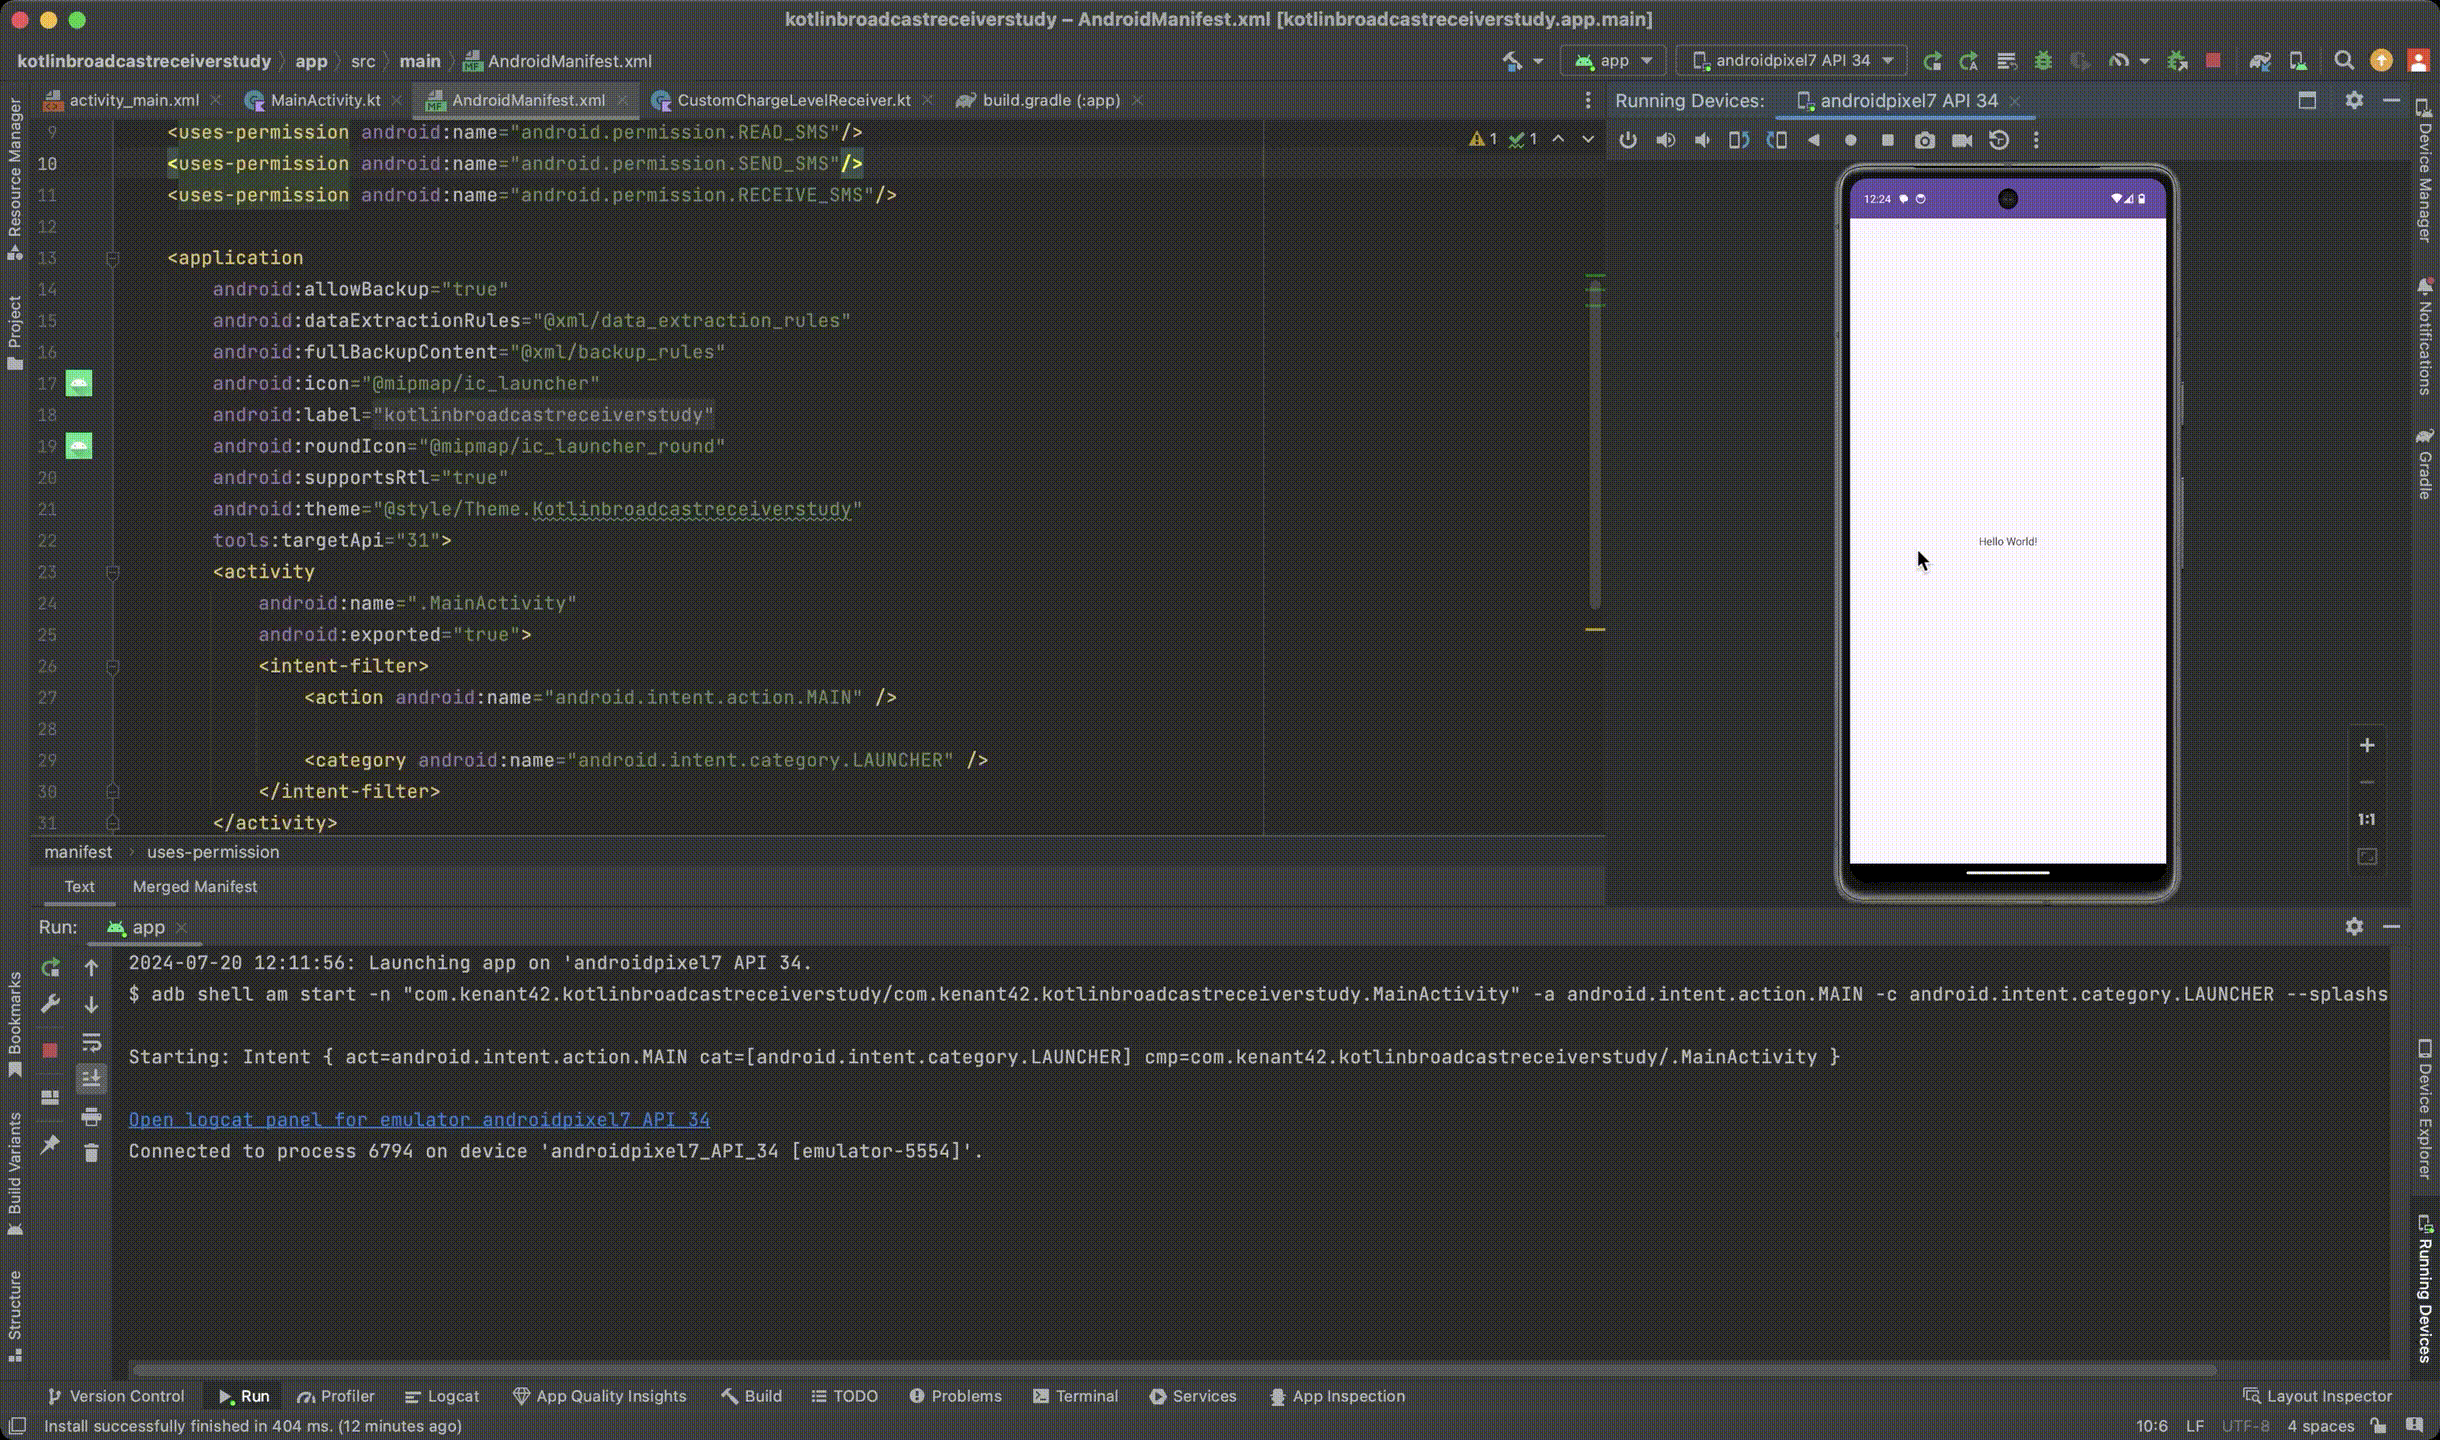 kotlinbroadcastreceiverstudy – AndroidManifest.xml [kotlinbroadcastreceiverstudy.app.main]
kotlinbroadcastreceiverstudy 〉 app 〉 src 〉 main 〉 AndroidManifest.xml
app
androidpixel7 API 34
activity_main.xml
MainActivity.kt
AndroidManifest.xml
CustomChargeLevelReceiver.kt
build.gradle (:app)
Running Devices:
androidpixel7 API 34
9 <uses-permission android:name="android.permission.READ_SMS"/>
10 <uses-permission android:name="android.permission.SEND_SMS"/>
11 <uses-permission android:name="android.permission.RECEIVE_SMS"/>
12
13 <application
14 android:allowBackup="true"
15 android:dataExtractionRules="@xml/data_extraction_rules"
16 android:fullBackupContent="@xml/backup_rules"
17 android:icon="@mipmap/ic_launcher"
18 android:label="kotlinbroadcastreceiverstudy"
19 android:roundIcon="@mipmap/ic_launcher_round"
20 android:supportsRtl="true"
21 android:theme="@style/Theme.Kotlinbroadcastreceiverstudy"
22 tools:targetApi="31">
23 <activity
24 android:name=".MainActivity"
25 android:exported="true">
26 <intent-filter>
27 <action android:name="android.intent.action.MAIN" />
28
29 <category android:name="android.intent.category.LAUNCHER" />
30 </intent-filter>
31 </activity>
1 1
manifest › uses-permission
Text
Merged Manifest
12:24
Hello World!
1:1
Resource Manager
Project
Bookmarks
Build Variants
Structure
Device Manager
Notifications
Gradle
Device Explorer
Running Devices
Run:
app
2024-07-20 12:11:56: Launching app on 'androidpixel7 API 34.
$ adb shell am start -n "com.kenant42.kotlinbroadcastreceiverstudy/com.kenant42.kotlinbroadcastreceiverstudy.MainActivity" -a android.intent.action.MAIN -c android.intent.category.LAUNCHER --splashs
Starting: Intent { act=android.intent.action.MAIN cat=[android.intent.category.LAUNCHER] cmp=com.kenant42.kotlinbroadcastreceiverstudy/.MainActivity }
Open logcat panel for emulator androidpixel7 API 34
Connected to process 6794 on device 'androidpixel7_API_34 [emulator-5554]'.
Version Control
Run
Profiler
Logcat
App Quality Insights
Build
TODO
Problems
Terminal
Services
App Inspection
Layout Inspector
Install successfully finished in 404 ms. (12 minutes ago)
10:6
LF
UTF-8
4 spaces